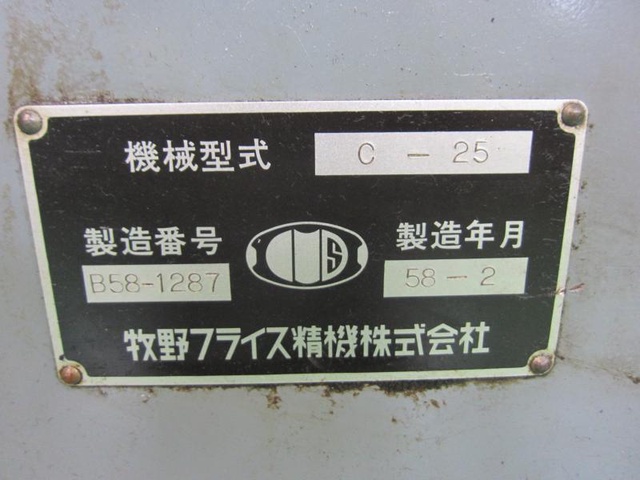 機械型式 C-25
製造番号 製造年月
B58-1287 58-2
牧野フライス精機株式会社